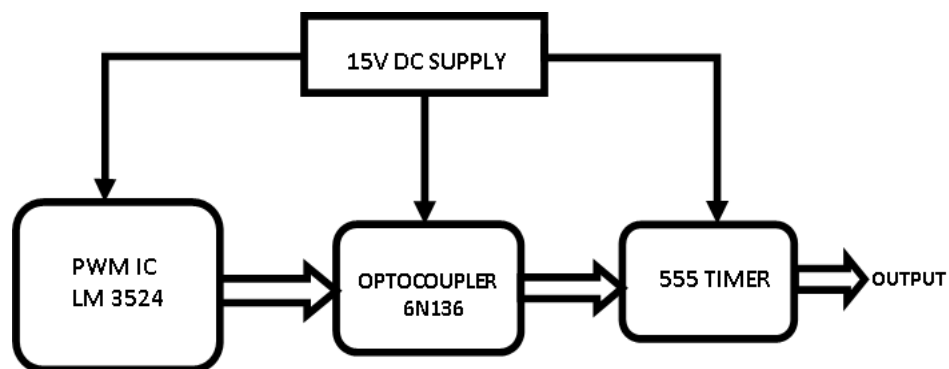 15V DC SUPPLY
PWM IC
LM 3524
OPTOCOUPLER
6N136
555 TIMER
OUTPUT